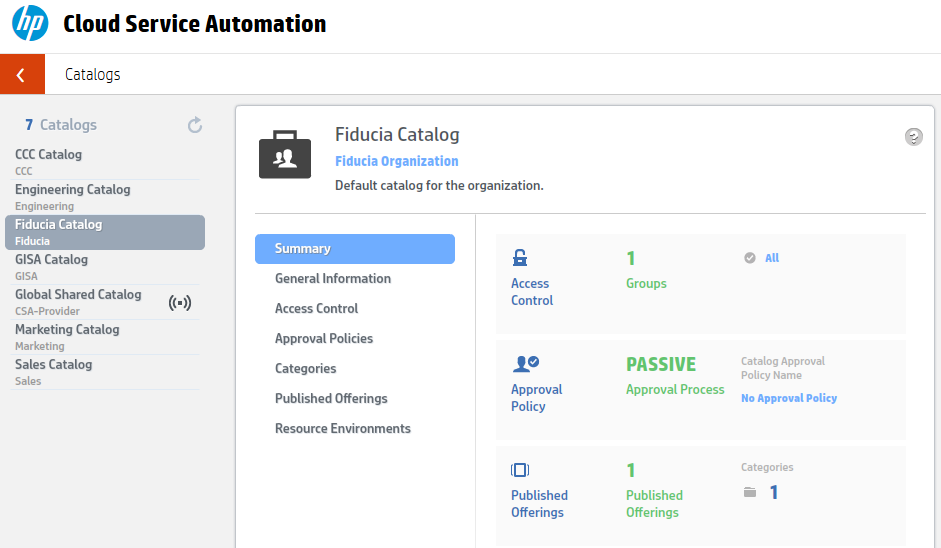 hp
Cloud Service Automation
Catalogs
7 Catalogs
CCC Catalog
CCC
Engineering Catalog
Engineering
Fiducia Catalog
Fiducia
GISA Catalog
GISA
Global Shared Catalog
CSA-Provider
Marketing Catalog
Marketing
Sales Catalog
Sales
Fiducia Catalog
Fiducia Organization
Default catalog for the organization.
?
Summary
General Information
Access Control
Approval Policies
Categories
Published Offerings
Resource Environments
Access
Control
1
Groups
All
Approval
Policy
PASSIVE
Approval Process
Catalog Approval
Policy Name
No Approval Policy
Published
Offerings
1
Published
Offerings
Categories
1